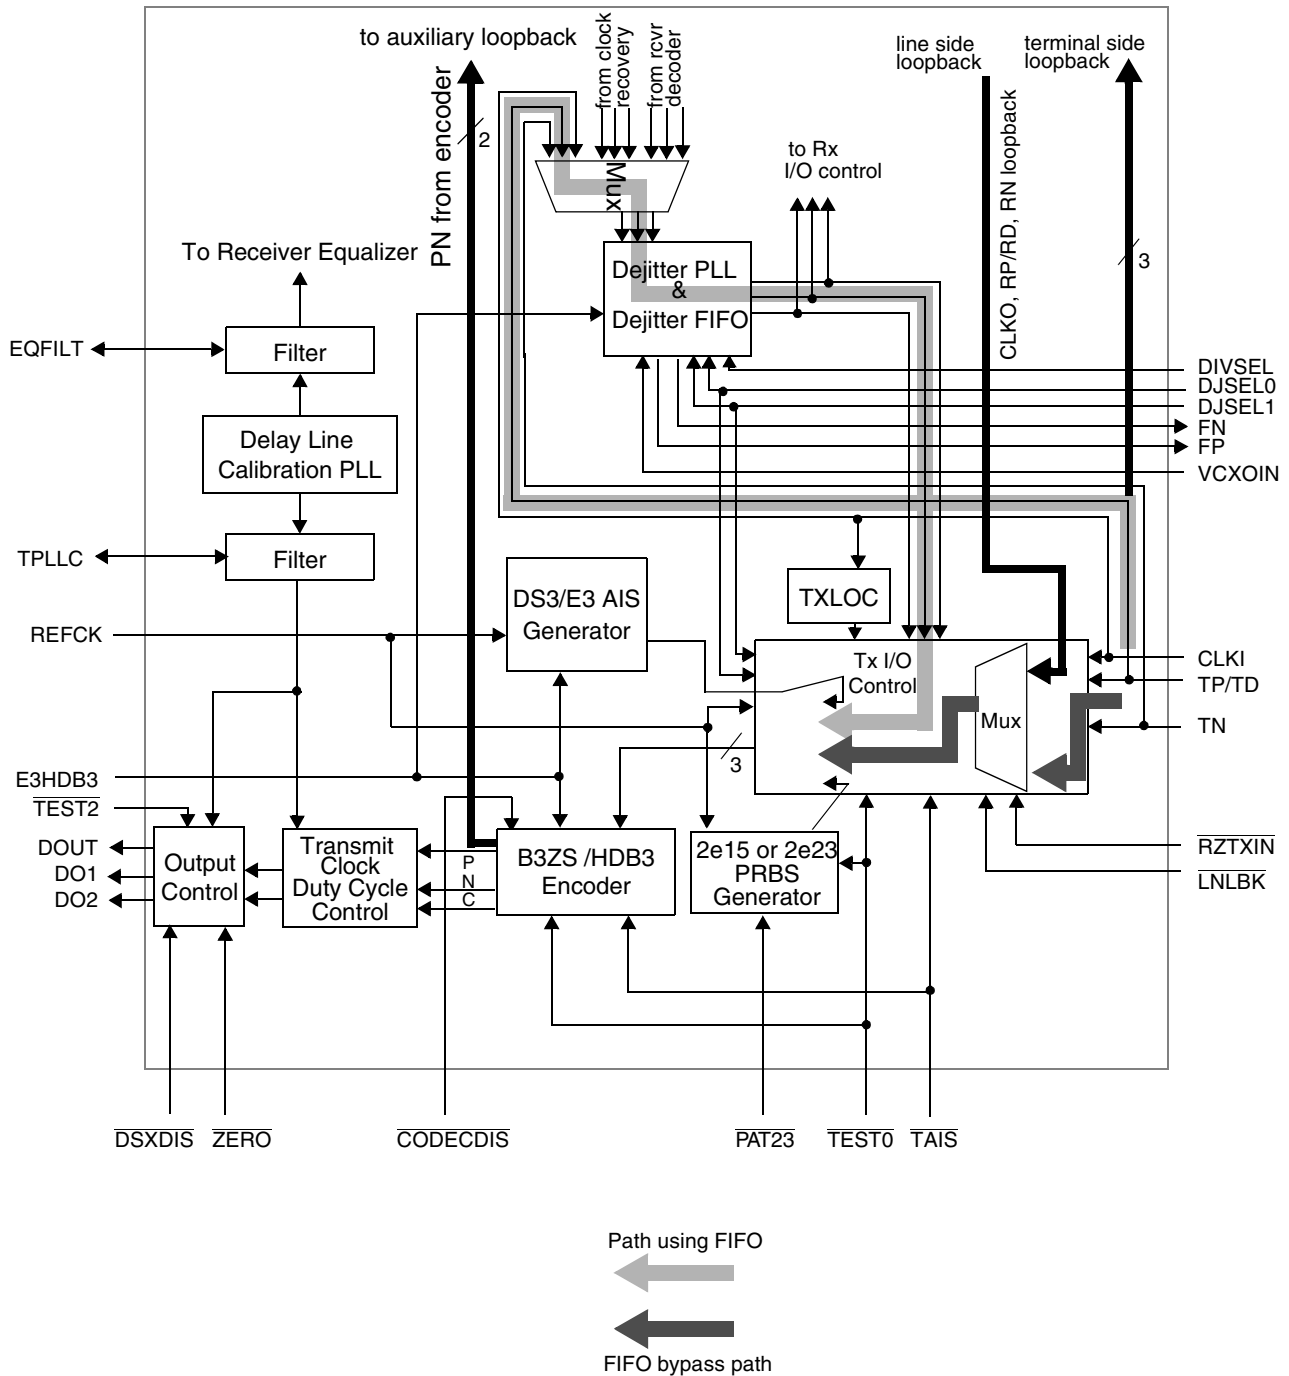 to auxiliary loopback
PN from encoder
2
from clock
recovery
from rcvr
decoder
line side
loopback
terminal side
loopback
CLKO, RP/RD, RN loopback
3
Mux
to Rx
I/O control
To Receiver Equalizer
Dejitter PLL
&
Dejitter FIFO
EQFILT
Filter
DIVSEL
DJSEL0
DJSEL1
FN
FP
VCXOIN
Delay Line
Calibration PLL
TPLLC
Filter
DS3/E3 AIS
Generator
TXLOC
REFCK
Tx I/O
Control
Mux
CLKI
TP/TD
TN
3
E3HDB3
TEST2
DOUT
DO1
DO2
Output
Control
Transmit
Clock
Duty Cycle
Control
P
N
C
B3ZS /HDB3
Encoder
2e15 or 2e23
PRBS
Generator
RZTXIN
LNLBK
DSXDIS
ZERO
CODECDIS
PAT23
TEST0
TAIS
Path using FIFO
FIFO bypass path